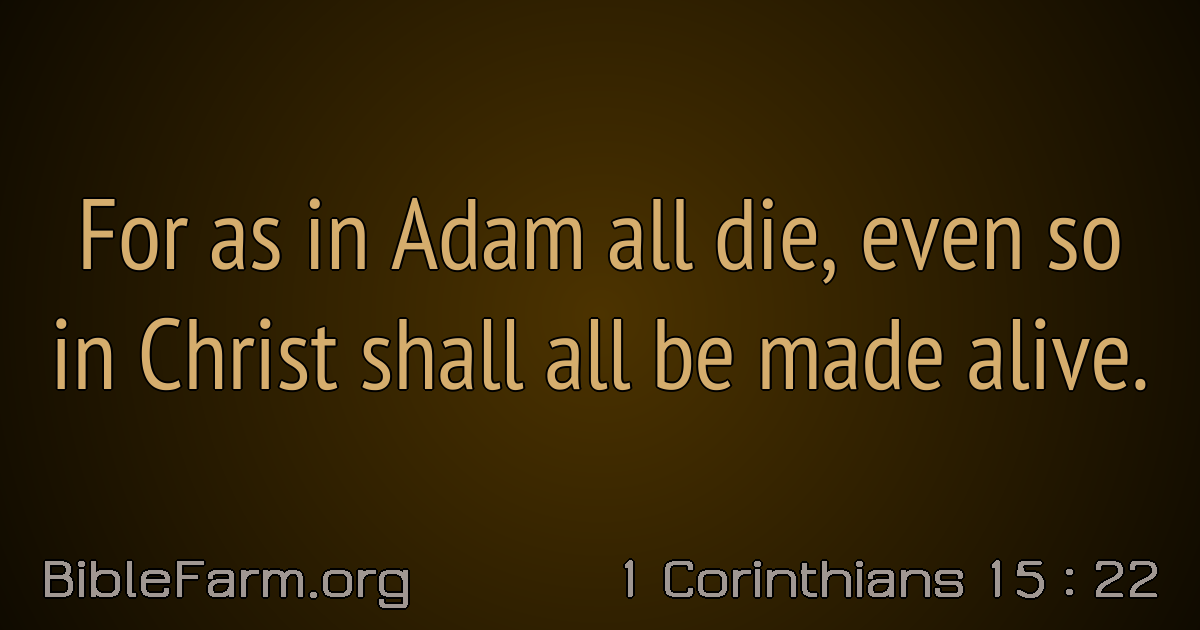 For as in Adam all die, even so
in Christ shall all be made alive.
BibleFarm.org
1 Corinthians 15 : 22